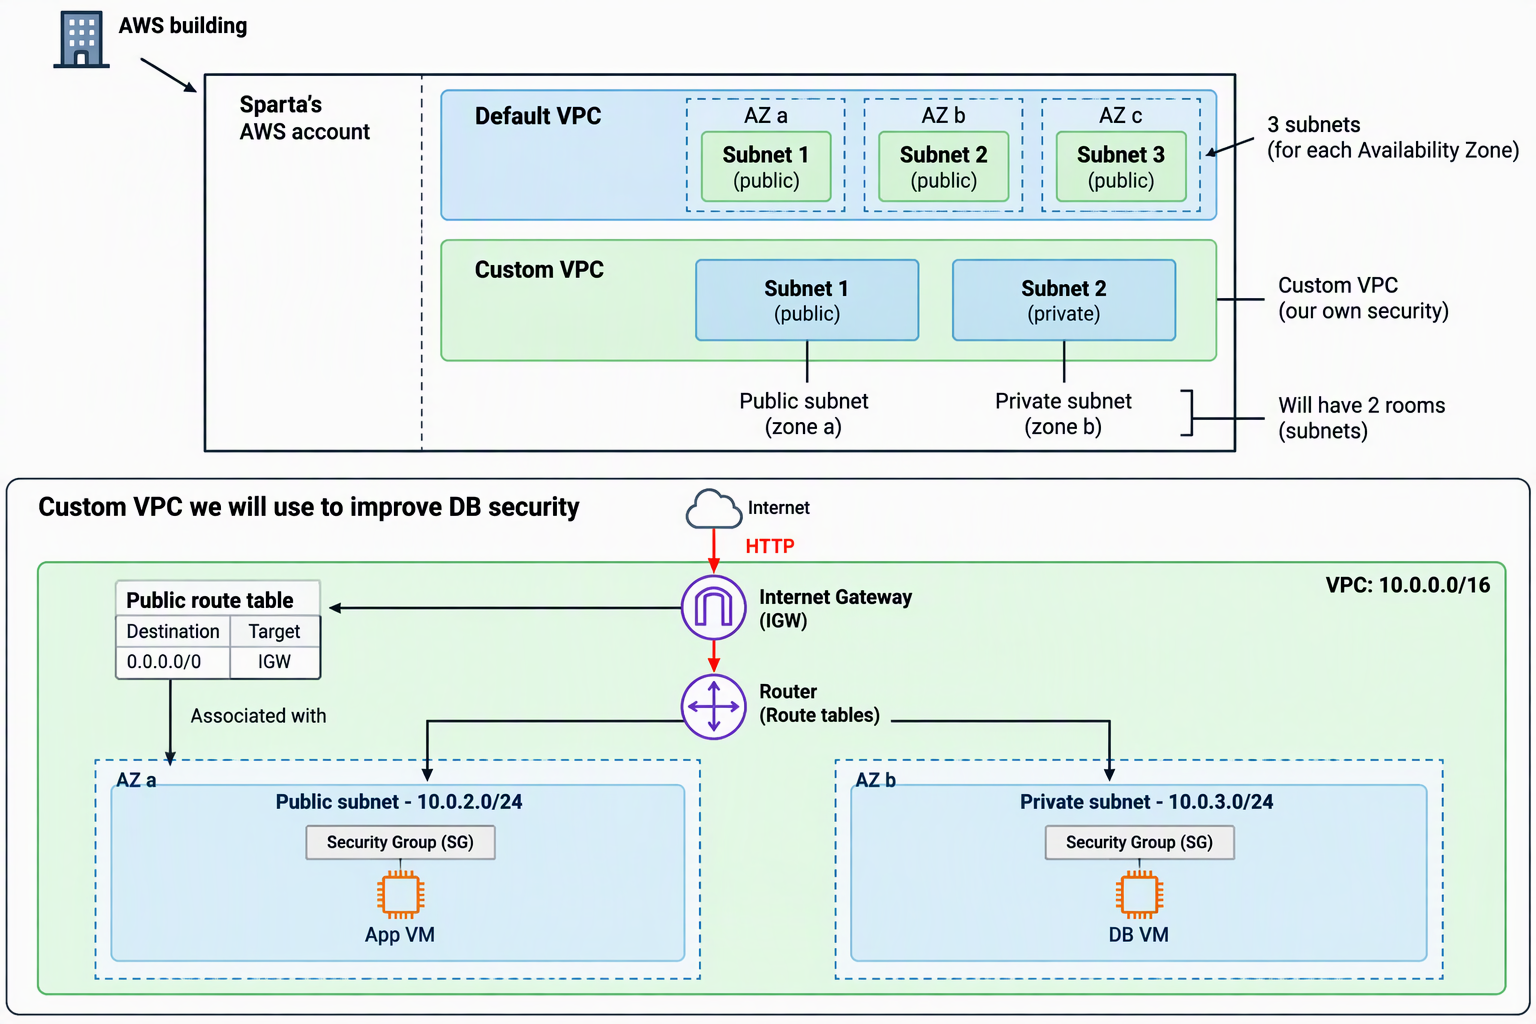 AWS building
Sparta's
AWS account
Default VPC
AZ a
Subnet 1
(public)
AZ b
Subnet 2
(public)
AZ c
Subnet 3
(public)
3 subnets
(for each Availability Zone)
Custom VPC
Subnet 1
(public)
Subnet 2
(private)
Custom VPC
(our own security)
Public subnet
(zone a)
Private subnet
(zone b)
Will have 2 rooms
(subnets)
Custom VPC we will use to improve DB security
Internet
HTTP
VPC: 10.0.0.0/16
Public route table
Destination Target
0.0.0.0/0 IGW
Internet Gateway
(IGW)
Router
(Route tables)
Associated with
AZ a
Public subnet - 10.0.2.0/24
Security Group (SG)
App VM
AZ b
Private subnet - 10.0.3.0/24
Security Group (SG)
DB VM